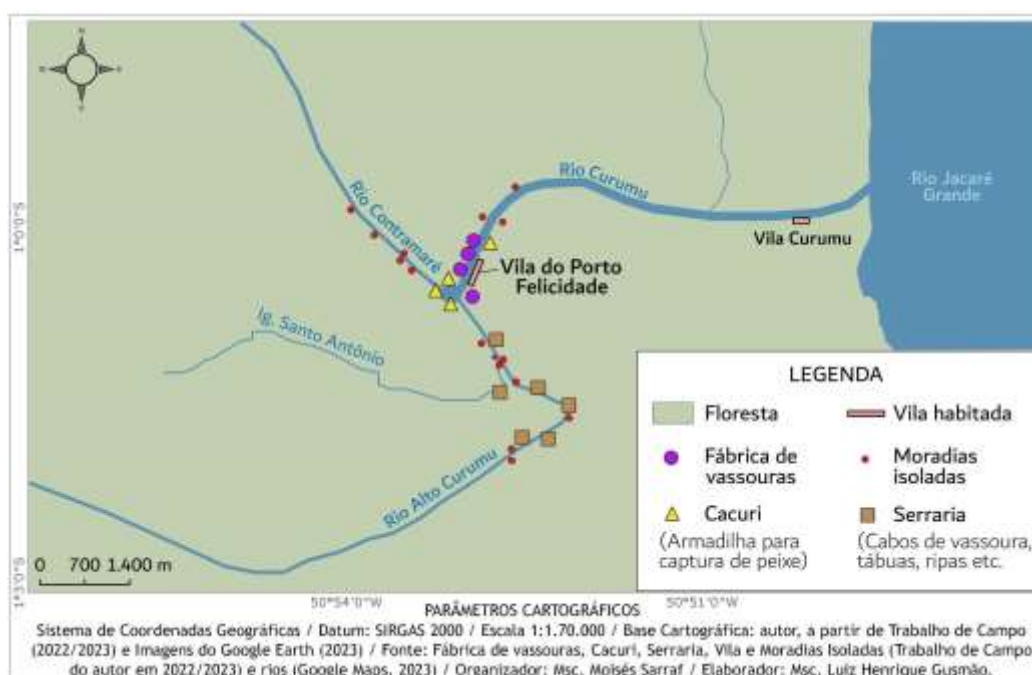 Rio Curumu
Rio Jacaré
Grande
Rio Contramaré
Vila Curumu
Vila do Porto
Felicidade
Ig. Santo Antônio
Rio Alto Curumu
1°0'0"S
1°3'0"S
0 700 1.400 m
50°54'0"W
50°51'0"W
LEGENDA
Floresta
Vila habitada
Fábrica de
vassouras
Moradias
isoladas
Cacuri
(Armadilha para
captura de peixe)
Serraria
(Cabos de vassoura,
tábuas, ripas etc.
PARÂMETROS CARTOGRÁFICOS
Sistema de Coordenadas Geográficas / Datum: SIRGAS 2000 / Escala 1:1.70.000 / Base Cartográfica: autor, a partir de Trabalho de Campo
(2022/2023) e Imagens do Google Earth (2023) / Fonte: Fábrica de vassouras, Cacuri, Serraria, Vila e Moradias Isoladas (Trabalho de Campo
do autor em 2022/2023) e rios (Google Maps, 2023) / Organizador: Msc. Moisés Sarraf / Elaborador: Msc. Luiz Henrique Gusmão.